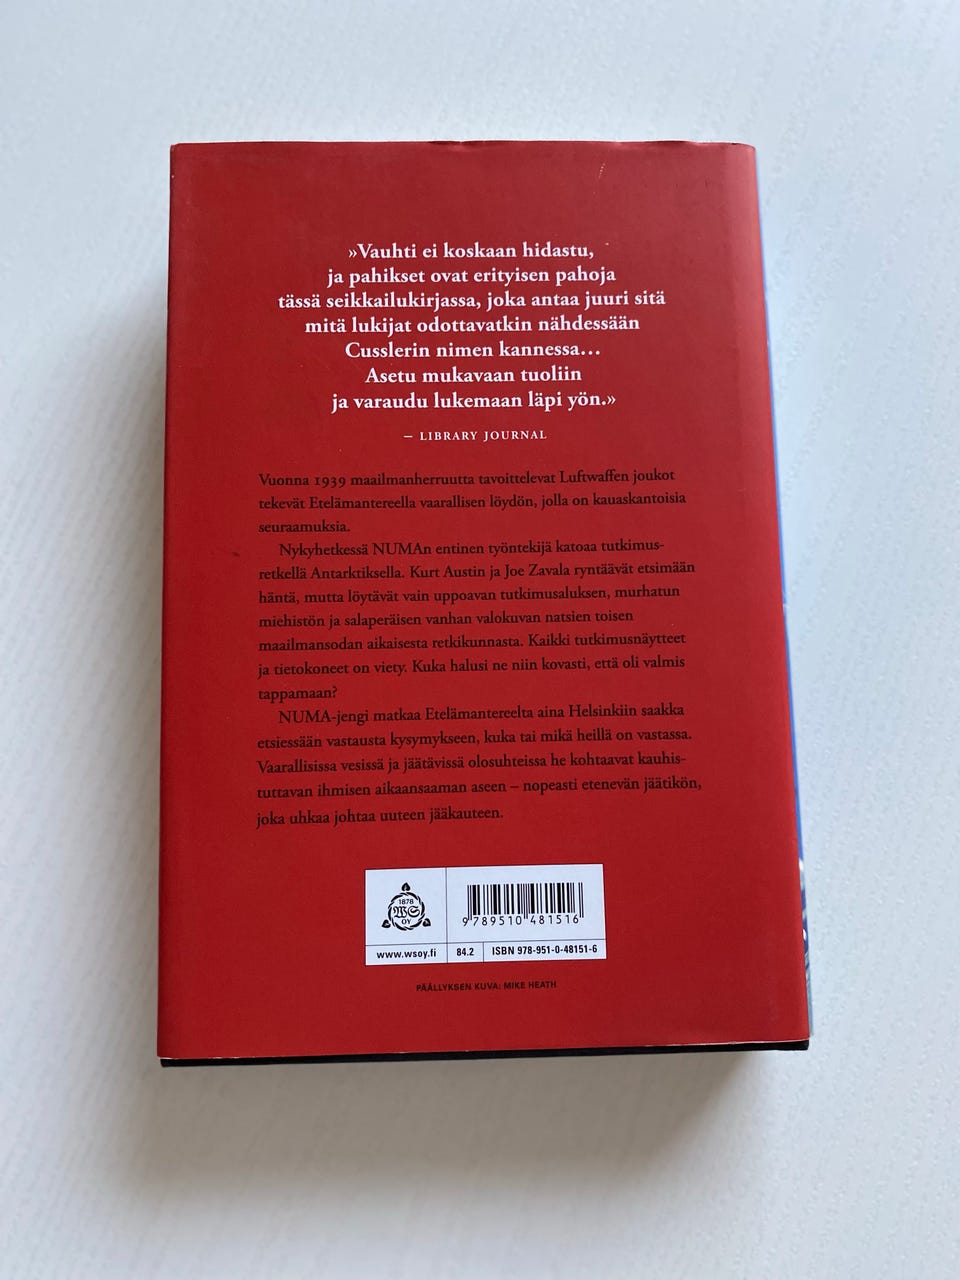 »Vauhti ei koskaan hidastu,
ja pahikset ovat erityisen pahoja
tässä seikkailukirjassa, joka antaa juuri sitä
mitä lukijat odottavatkin nähdessään
Cusslerin nimen kannessa…
Asetu mukavaan tuoliin
ja varaudu lukemaan läpi yön.»
– LIBRARY JOURNAL
Vuonna 1939 maailmanherruutta tavoittelevat Luftwaffen joukot
tekevät Etelämantereella vaarallisen löydön, jolla on kauaskantoisia
seuraamuksia.
Nykyhetkessä NUMAn entinen työntekijä katoaa tutkimus-
retkellä Antarktiksella. Kurt Austin ja Joe Zavala ryntäävät etsimään
häntä, mutta löytävät vain uppoavan tutkimusaluksen, murhatun
miehistön ja salaperäisen vanhan valokuvan natsien toisen
maailmansodan aikaisesta retkikunnasta. Kaikki tutkimusnäytteet
ja tietokoneet on viety. Kuka halusi ne niin kovasti, että oli valmis
tappamaan?
NUMA-jengi matkaa Etelämantereelta aina Helsinkiin saakka
etsiessään vastausta kysymykseen, kuka tai mikä heillä on vastassa.
Vaarallisissa vesissä ja jäätävissä olosuhteissa he kohtaavat kauhis-
tuttavan ihmisen aikaansaaman aseen – nopeasti etenevän jäätikön,
joka uhkaa johtaa uuteen jääkauteen.
1878
WS
OY
9 789510 481516
www.wsoy.fi 84.2 ISBN 978-951-0-48151-6
PÄÄLLYKSEN KUVA: MIKE HEATH